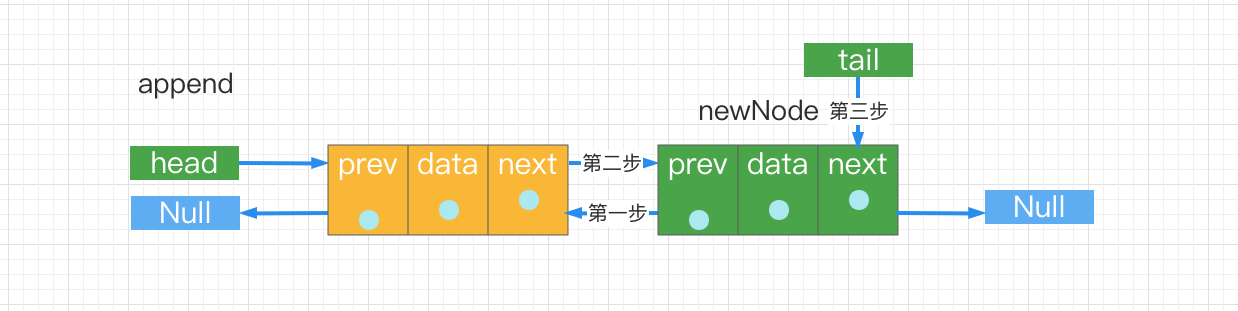 tail
append
newNode 第三步
head
prev data next
第二步
prev data next
Null
第一步
Null